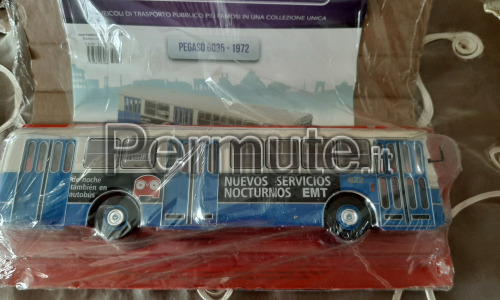 VEICOLI DI TRASPORTO PUBBLICO PIÙ FAMOSI IN UNA COLLEZIONE UNICA
PEGASO 6035 - 1972
Permute.it
de noche
también en
autobús
NUEVOS SERVICIOS
NOCTURNOS EMT